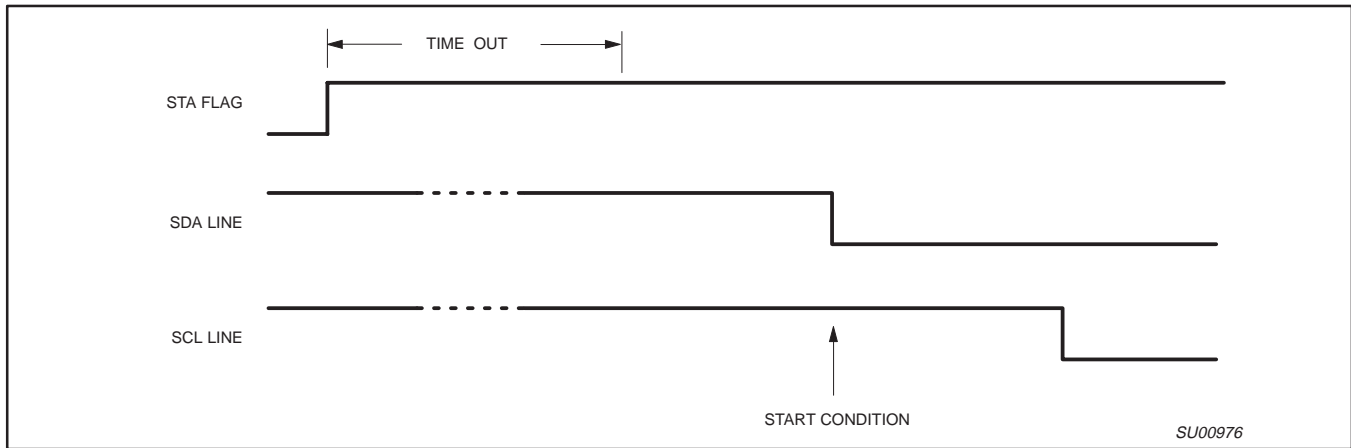 TIME OUT
STA FLAG
SDA LINE
SCL LINE
START CONDITION
SU00976